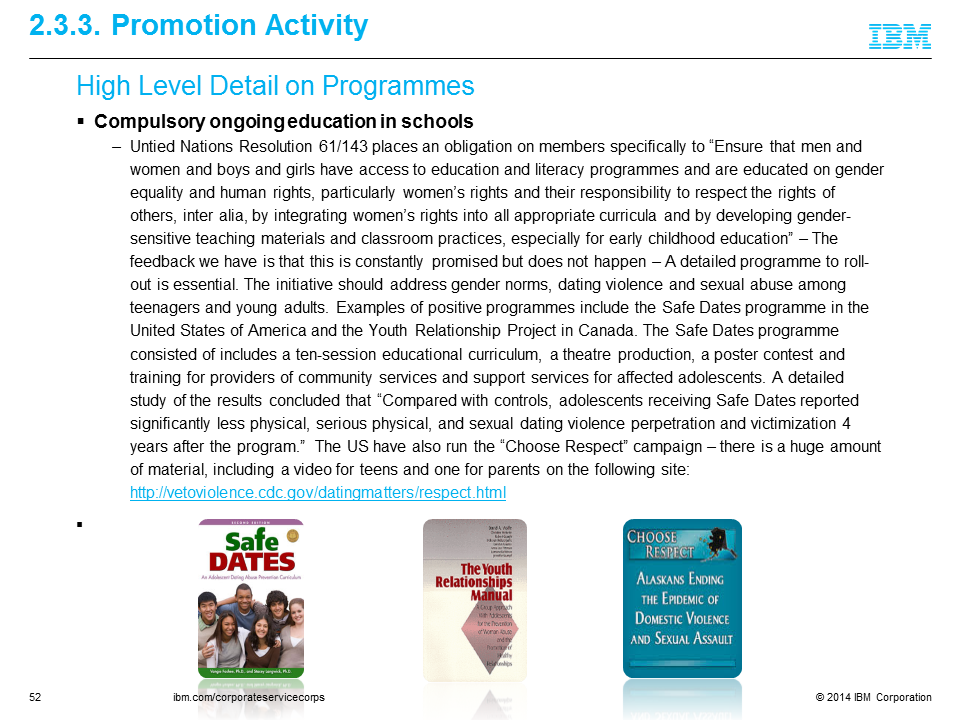 2.3.3. Promotion Activity
IBM
High Level Detail on Programmes
▪ Compulsory ongoing education in schools
– Untied Nations Resolution 61/143 places an obligation on members specifically to “Ensure that men and
women and boys and girls have access to education and literacy programmes and are educated on gender
equality and human rights, particularly women’s rights and their responsibility to respect the rights of
others, inter alia, by integrating women’s rights into all appropriate curricula and by developing gender-
sensitive teaching materials and classroom practices, especially for early childhood education” – The
feedback we have is that this is constantly promised but does not happen – A detailed programme to roll-
out is essential. The initiative should address gender norms, dating violence and sexual abuse among
teenagers and young adults. Examples of positive programmes include the Safe Dates programme in the
United States of America and the Youth Relationship Project in Canada. The Safe Dates programme
consisted of includes a ten-session educational curriculum, a theatre production, a poster contest and
training for providers of community services and support services for affected adolescents. A detailed
study of the results concluded that “Compared with controls, adolescents receiving Safe Dates reported
significantly less physical, serious physical, and sexual dating violence perpetration and victimization 4
years after the program.” The US have also run the “Choose Respect” campaign – there is a huge amount
of material, including a video for teens and one for parents on the following site:
http://vetoviolence.cdc.gov/datingmatters/respect.html
▪
SECOND EDITION
Safe
DATES
An Adolescent Dating Abuse Prevention Curriculum
The Youth
Relationships
Manual
A Group Approach
With Adolescents
for the Prevention
of Woman Abuse
and the
Promotion of
Healthy
Relationships
CHOOSE
RESPECT
ALASKANS ENDING
THE EPIDEMIC OF
DOMESTIC VIOLENCE
AND SEXUAL ASSAULT
52
ibm.com/corporateservicecorps
© 2014 IBM Corporation